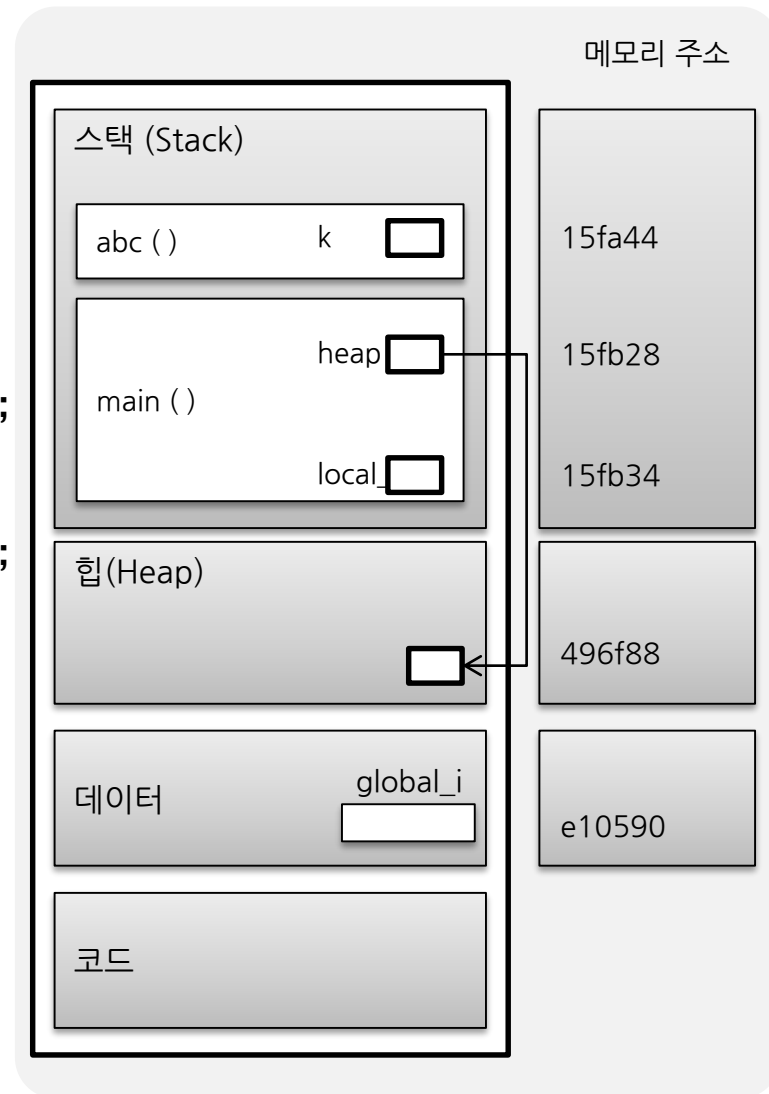 메모리 주소
스택 (Stack)
abc ( ) k 15fa44
heap 15fb28
;
main ( )
local_ 15fb34
;
힙(Heap)
496f88
global_i
데이터
e10590
코드